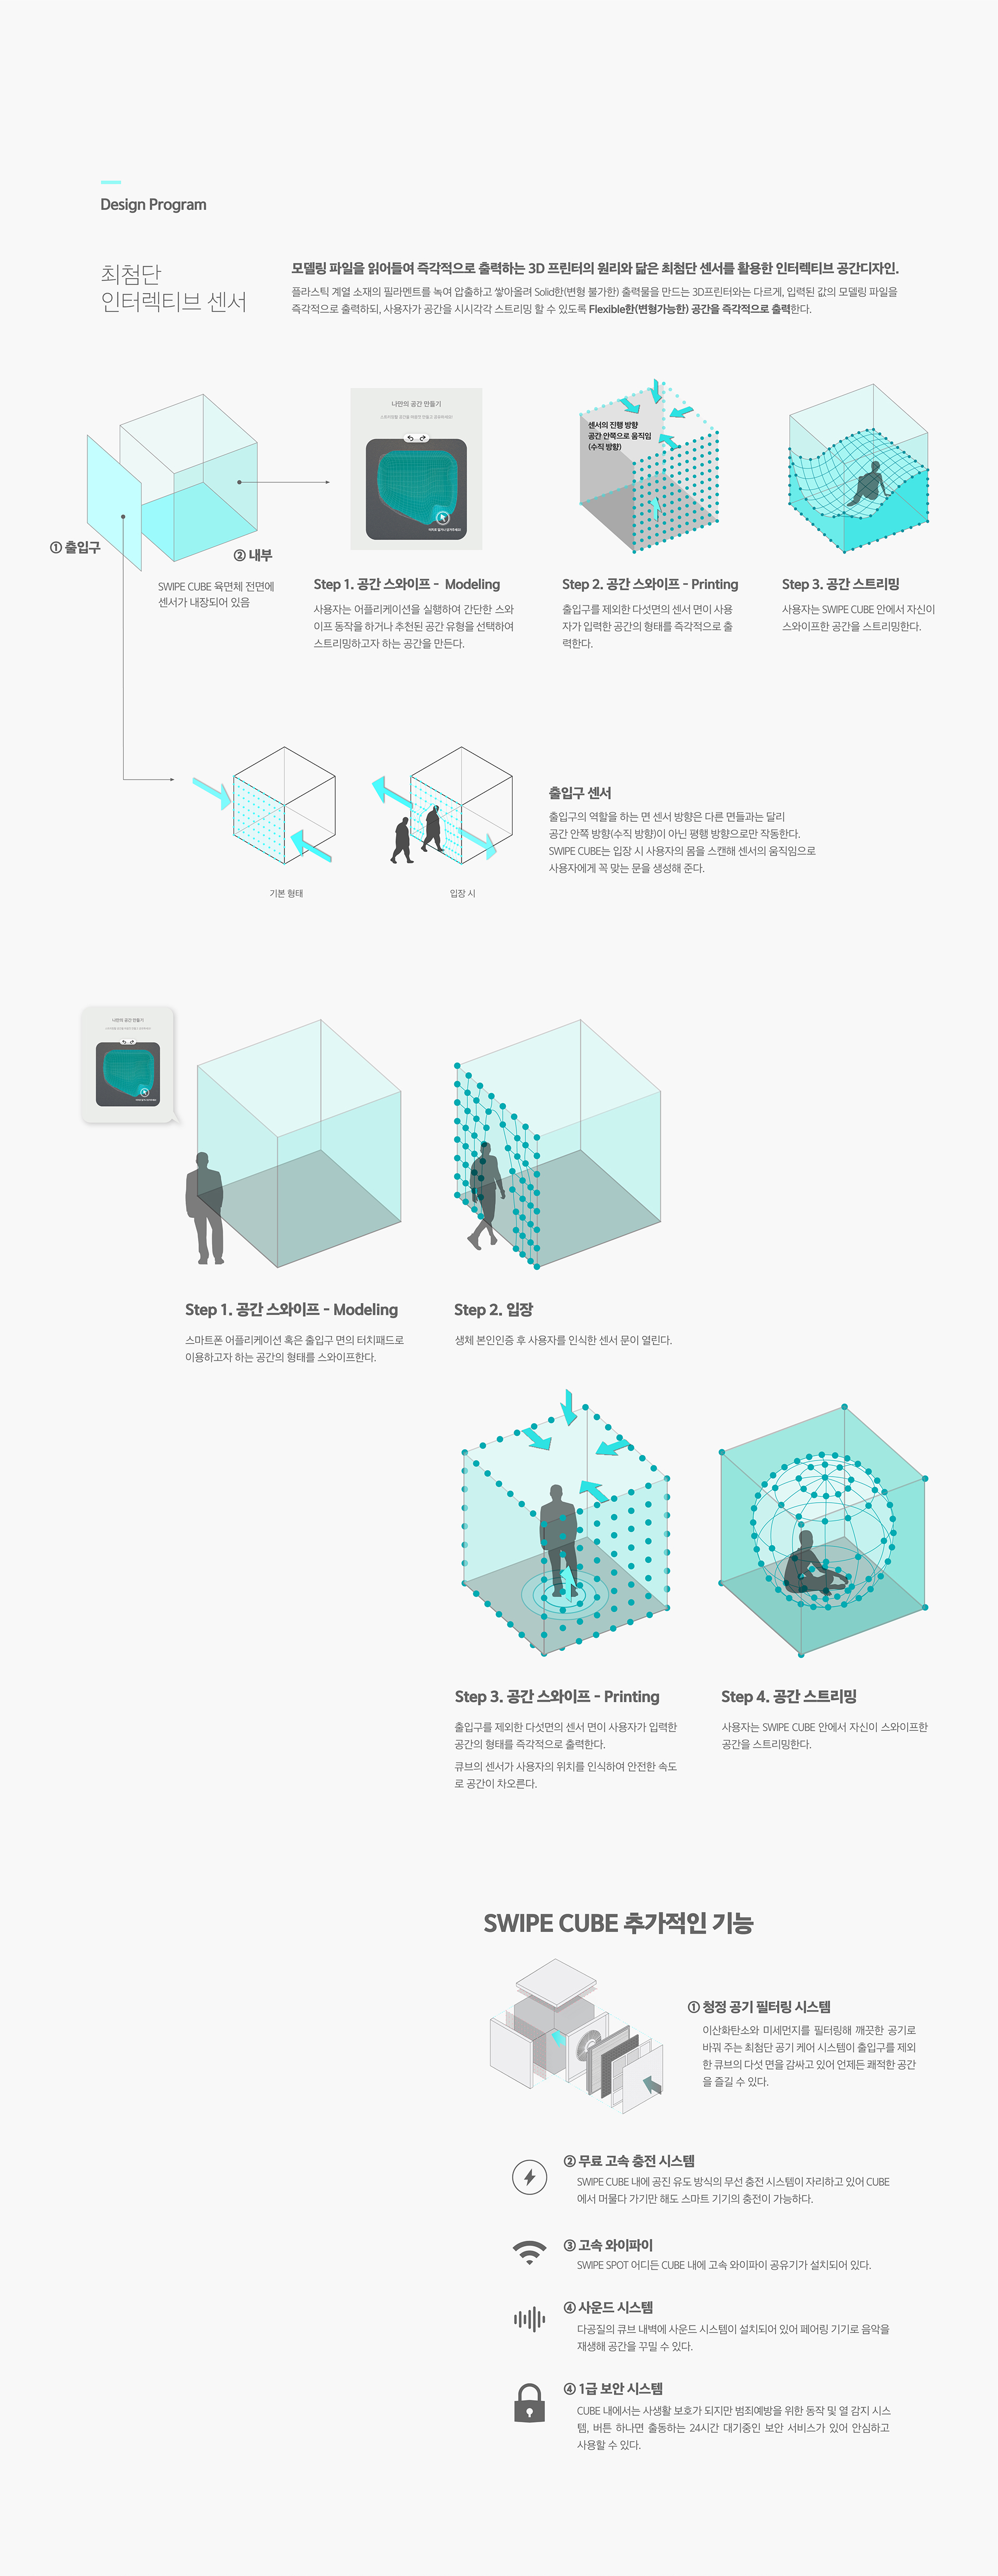 Design Program
최첨단
인터렉티브 센서
모델링 파일을 읽어들여 즉각적으로 출력하는 3D 프린터의 원리와 닮은 최첨단 센서를 활용한 인터렉티브 공간디자인.
플라스틱 계열 소재의 필라멘트를 녹여 압출하고 쌓아올려 Solid한(변형 불가한) 출력물을 만드는 3D프린터와는 다르게, 입력된 값의 모델링 파일을
즉각적으로 출력하되, 사용자가 공간을 시시각각 스트리밍 할 수 있도록 Flexible한(변형가능한) 공간을 즉각적으로 출력한다.
① 출입구
② 내부
SWIPE CUBE 육면체 전면에
센서가 내장되어 있음
나만의 공간 만들기
Step 1. 공간 스와이프 - Modeling
사용자는 어플리케이션을 실행하여 간단한 스와
이프 동작을 하거나 추천된 공간 유형을 선택하여
스트리밍하고자 하는 공간을 만든다.
센서의 진행 방향
공간 안쪽으로 움직임
(수직 방향)
Step 2. 공간 스와이프 - Printing
출입구를 제외한 다섯면의 센서 면이 사용
자가 입력한 공간의 형태를 즉각적으로 출
력한다.
Step 3. 공간 스트리밍
사용자는 SWIPE CUBE 안에서 자신이
스와이프한 공간을 스트리밍한다.
기본 형태
입장 시
출입구 센서
출입구의 역할을 하는 면 센서 방향은 다른 면들과는 달리
공간 안쪽 방향(수직 방향)이 아닌 평행 방향으로만 작동한다.
SWIPE CUBE는 입장 시 사용자의 몸을 스캔해 센서의 움직임으로
사용자에게 꼭 맞는 문을 생성해 준다.
나만의 공간 만들기
Step 1. 공간 스와이프 - Modeling
스마트폰 어플리케이션 혹은 출입구 면의 터치패드로
이용하고자 하는 공간의 형태를 스와이프한다.
Step 2. 입장
생체 본인인증 후 사용자를 인식한 센서 문이 열린다.
Step 3. 공간 스와이프 - Printing
출입구를 제외한 다섯면의 센서 면이 사용자가 입력한
공간의 형태를 즉각적으로 출력한다.
큐브의 센서가 사용자의 위치를 인식하여 안전한 속도
로 공간이 차오른다.
Step 4. 공간 스트리밍
사용자는 SWIPE CUBE 안에서 자신이 스와이프한
공간을 스트리밍한다.
SWIPE CUBE 추가적인 기능
① 청정 공기 필터링 시스템
이산화탄소와 미세먼지를 필터링해 깨끗한 공기로
바꿔 주는 최첨단 공기 케어 시스템이 출입구를 제외
한 큐브의 다섯 면을 감싸고 있어 언제든 쾌적한 공간
을 즐길 수 있다.
② 무료 고속 충전 시스템
SWIPE CUBE 내에 공진 유도 방식의 무선 충전 시스템이 자리하고 있어 CUBE
에서 머물다 가기만 해도 스마트 기기의 충전이 가능하다.
③ 고속 와이파이
SWIPE SPOT 어디든 CUBE 내에 고속 와이파이 공유기가 설치되어 있다.
④ 사운드 시스템
다공질의 큐브 내벽에 사운드 시스템이 설치되어 있어 페어링 기기로 음악을
재생해 공간을 꾸밀 수 있다.
④ 1급 보안 시스템
CUBE 내에서는 사생활 보호가 되지만 범죄예방을 위한 동작 및 열 감지 시스
템, 버튼 하나면 출동하는 24시간 대기중인 보안 서비스가 있어 안심하고
사용할 수 있다.